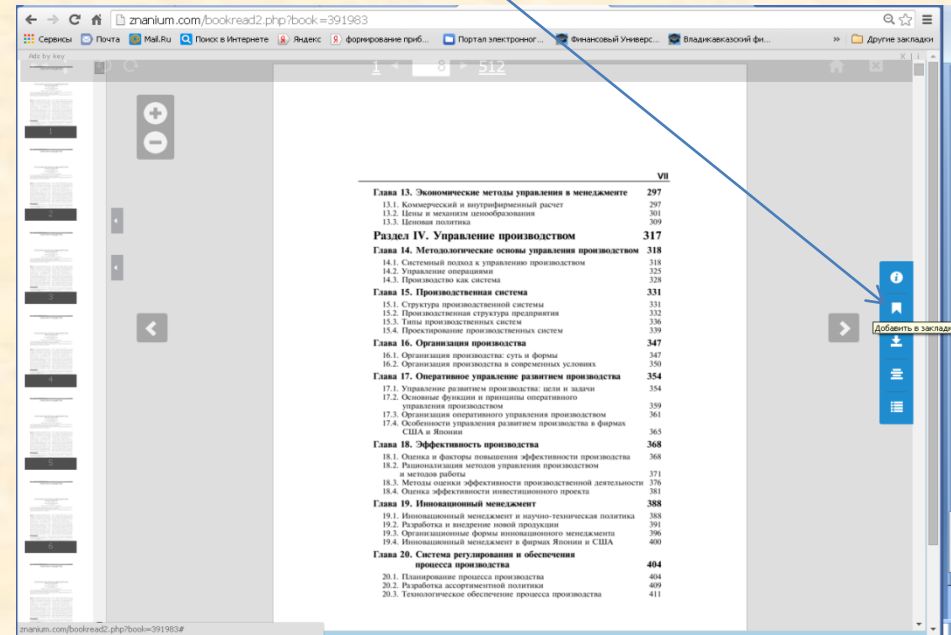 znanium.com/bookread2.php?book=391983
Сервисы Почта Mail.Ru Поиск в Интернете Яндекс формирование приб... Портал электронног... Финансовый Универс... Владикавказский фи... » Другие закладки
Ads by key X
1 8 512
VII
Глава 13. Экономические методы управления в менеджменте 297
13.1. Коммерческий и внутрифирменный расчет 297
13.2. Цены и механизм ценообразования 301
13.3. Ценовая политика 309
Раздел IV. Управление производством 317
Глава 14. Методологические основы управления производством 318
14.1. Системный подход к управлению производством 318
14.2. Управление операциями 325
14.3. Производство как система 328
Глава 15. Производственная система 331
15.1. Структура производственной системы 331
15.2. Производственная структура предприятия 332
15.3. Типы производственных систем 336
15.4. Проектирование производственных систем 339
Глава 16. Организация производства 347
16.1. Организация производства: суть и формы 347
16.2. Организация производства в современных условиях 350
Глава 17. Оперативное управление развитием производства 354
17.1. Управление развитием производства: цели и задачи 354
17.2. Основные функции и принципы оперативного
управления производством 359
17.3. Организация оперативного управления производством 361
17.4. Особенности управления развитием производства в фирмах
США и Японии 365
Глава 18. Эффективность производства 368
18.1. Оценка и факторы повышения эффективности производства 368
18.2. Рационализация методов управления производством
и методов работы 371
18.3. Методы оценки эффективности производственной деятельности 376
18.4. Оценка эффективности инвестиционного проекта 381
Глава 19. Инновационный менеджмент 388
19.1. Инновационный менеджмент и научно-техническая политика 388
19.2. Разработка и внедрение новой продукции 391
19.3. Организационные формы инновационного менеджмента 396
19.4. Инновационный менеджмент в фирмах Японии и США 400
Глава 20. Система регулирования и обеспечения
процесса производства 404
20.1. Планирование процесса производства 404
20.2. Разработка ассортиментной политики 409
20.3. Технологическое обеспечение процесса производства 411
Добавить в закладк
1
2
3
4
5
6
znanium.com/bookread2.php?book=391983#